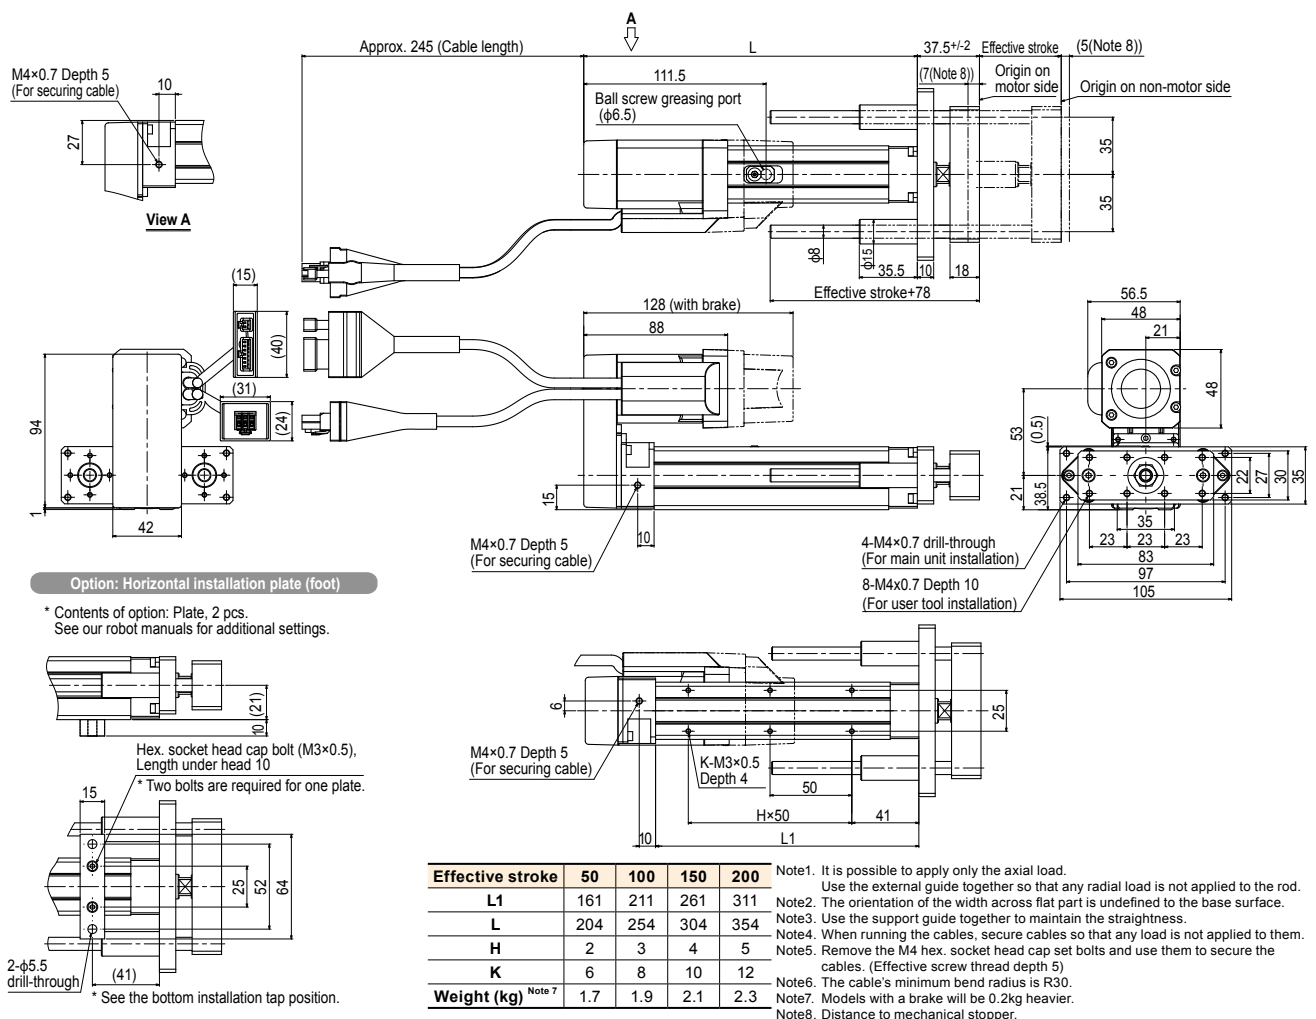 A
Approx. 245 (Cable length)
L
37.5+/-2
Effective stroke
(5(Note 8))
M4×0.7 Depth 5
(For securing cable)
10
27
View A
111.5
(7(Note 8))
Origin on
motor side
Origin on non-motor side
Ball screw greasing port
(ϕ6.5)
35
35
ϕ8
ϕ15
35.5
10
18
Effective stroke+78
(15)
(40)
(31)
(24)
94
1
42
128 (with brake)
88
15
10
M4×0.7 Depth 5
(For securing cable)
56.5
48
21
48
53
(0.5)
21
38.5
22
27
30
35
35
23
23
23
83
97
105
4-M4×0.7 drill-through
(For main unit installation)
8-M4x0.7 Depth 10
(For user tool installation)
Option: Horizontal installation plate (foot)
* Contents of option: Plate, 2 pcs.
See our robot manuals for additional settings.
(21)
10
Hex. socket head cap bolt (M3×0.5),
Length under head 10
* Two bolts are required for one plate.
15
25
52
64
2-ϕ5.5
drill-through
(41)
* See the bottom installation tap position.
6
M4×0.7 Depth 5
(For securing cable)
K-M3×0.5
Depth 4
25
50
H×50
41
10
L1
Effective stroke 50 100 150 200
L1 161 211 261 311
L 204 254 304 354
H 2 3 4 5
K 6 8 10 12
Weight (kg) Note 7 1.7 1.9 2.1 2.3
Note1. It is possible to apply only the axial load.
Use the external guide together so that any radial load is not applied to the rod.
Note2. The orientation of the width across flat part is undefined to the base surface.
Note3. Use the support guide together to maintain the straightness.
Note4. When running the cables, secure cables so that any load is not applied to them.
Note5. Remove the M4 hex. socket head cap set bolts and use them to secure the
cables. (Effective screw thread depth 5)
Note6. The cable's minimum bend radius is R30.
Note7. Models with a brake will be 0.2kg heavier.
Note8. Distance to mechanical stopper.